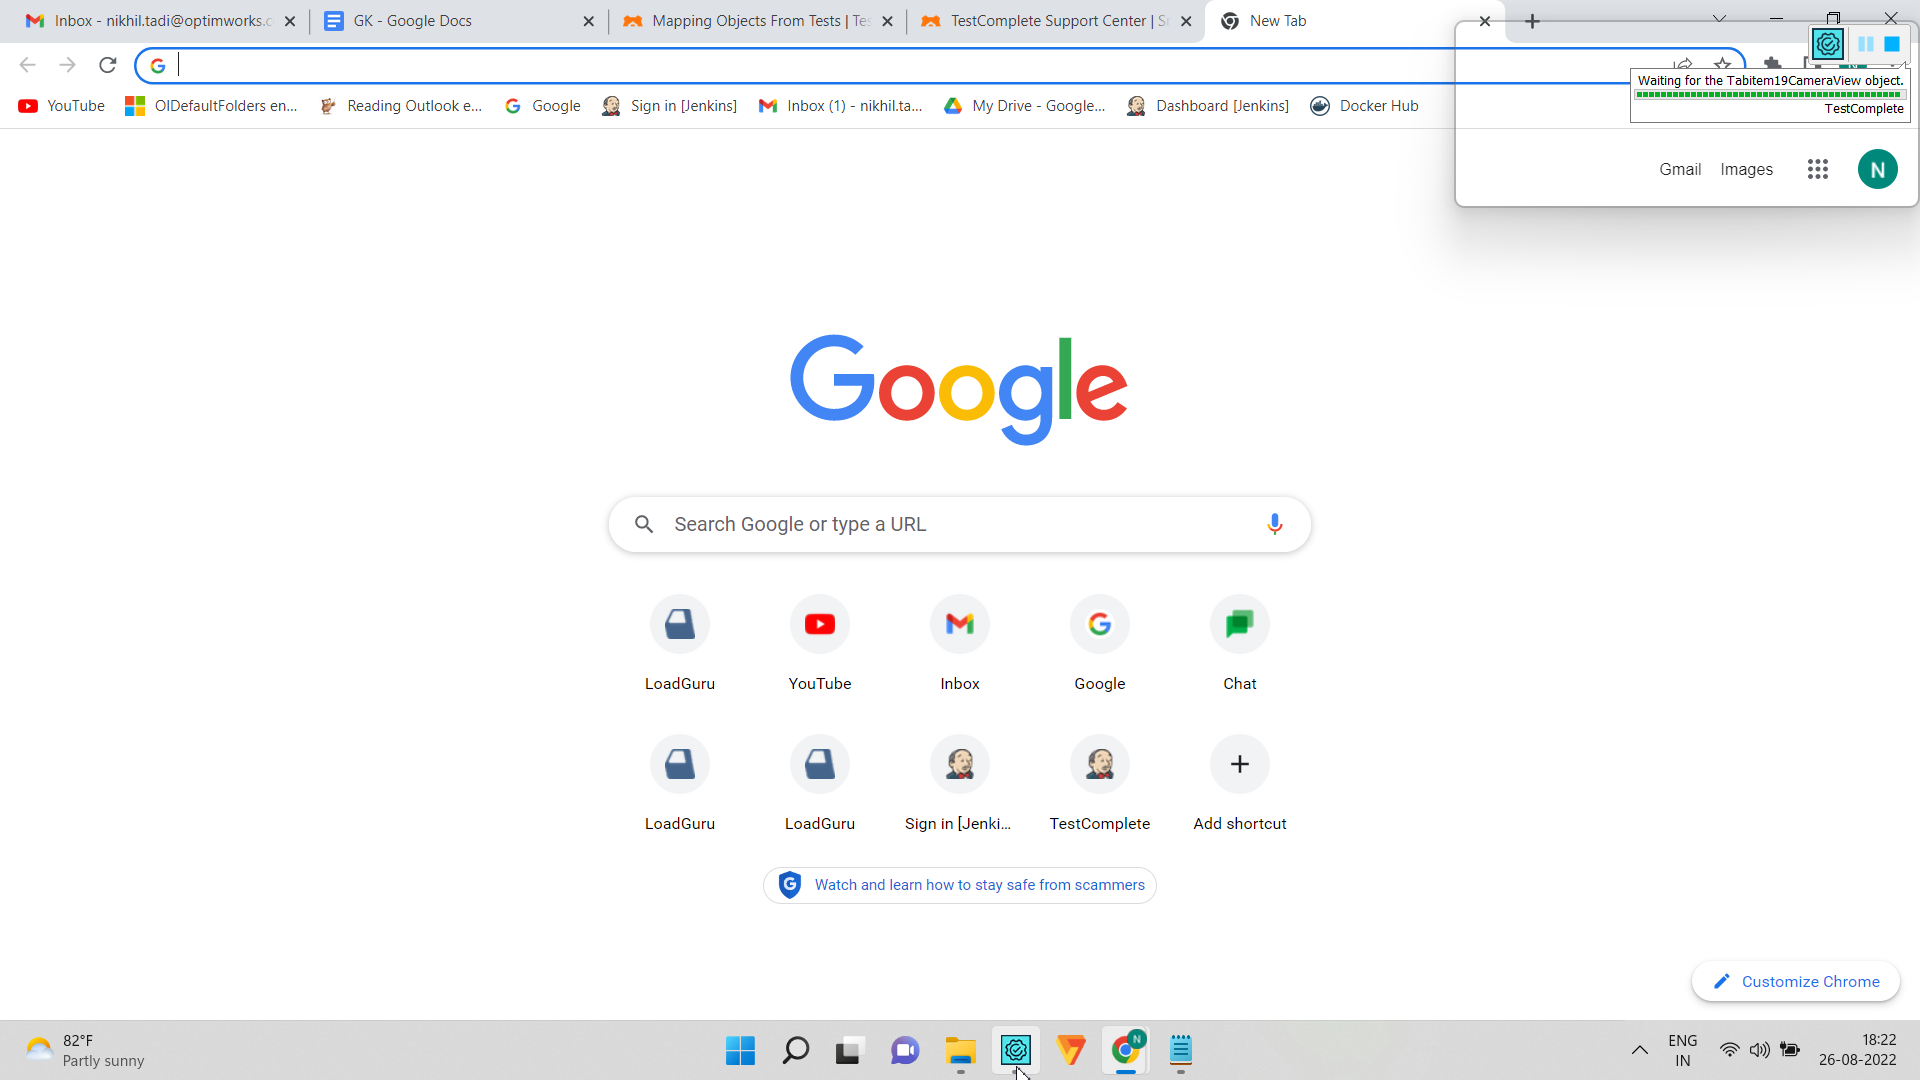 Inbox - nikhil.tadi@optimworks.c
GK - Google Docs
Mapping Objects From Tests | Tes
TestComplete Support Center | Sr
New Tab
Waiting for the Tabitem19CameraView object.
TestComplete
YouTube
OlDefaultFolders en...
Reading Outlook e...
Google
Sign in [Jenkins]
Inbox (1) - nikhil.ta...
My Drive - Google...
Dashboard [Jenkins]
Docker Hub
Gmail
Images
N
Google
Search Google or type a URL
LoadGuru
YouTube
Inbox
Google
Chat
LoadGuru
LoadGuru
Sign in [Jenki...
TestComplete
Add shortcut
Watch and learn how to stay safe from scammers
Customize Chrome
82°F
Partly sunny
N
ENG
IN
18:22
26-08-2022